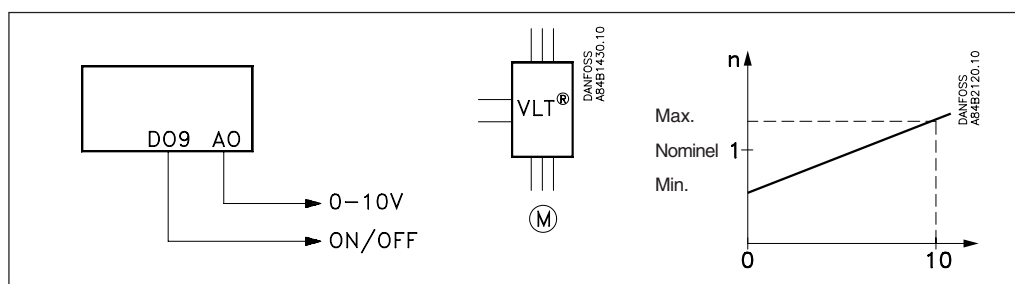 DO9 AO
0-10V
ON/OFF
VLT®
M
DANFOSS
A84B1430.10
n
Max.
Nominel 1
Min.
0 10
DANFOSS
A84B2120.10